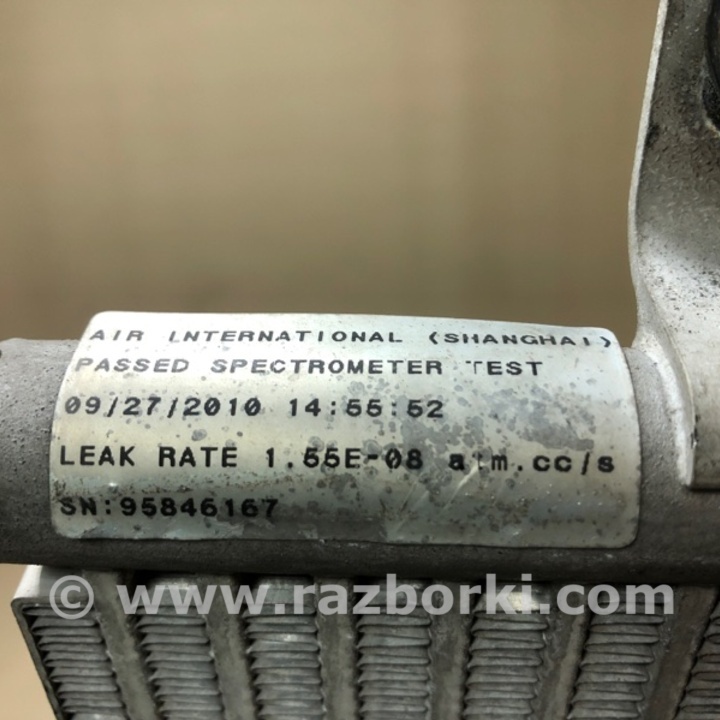 AIR INTERNATIONAL (SHANGHAI)
PASSED SPECTROMETER TEST
09/27/2010 14:55:52
LEAK RATE 1.55E-08 atm.cc/s
SN:95846167
© www.razborki.com